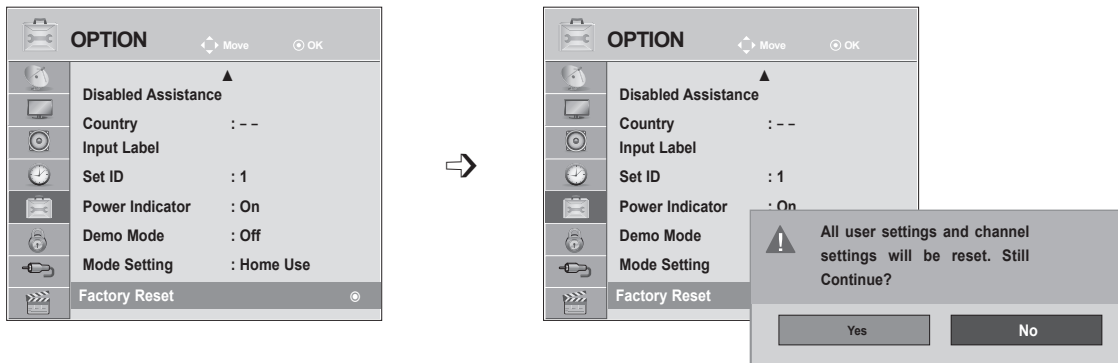 OPTION Move OK
Disabled Assistance
Country : – –
Input Label
Set ID : 1
Power Indicator : On
Demo Mode : Off
Mode Setting : Home Use
Factory Reset
OPTION Move OK
Disabled Assistance
Country : – –
Input Label
Set ID : 1
Power Indicator : On
Demo Mode
Mode Setting
Factory Reset
All user settings and channel
settings will be reset. Still
Continue?
Yes No